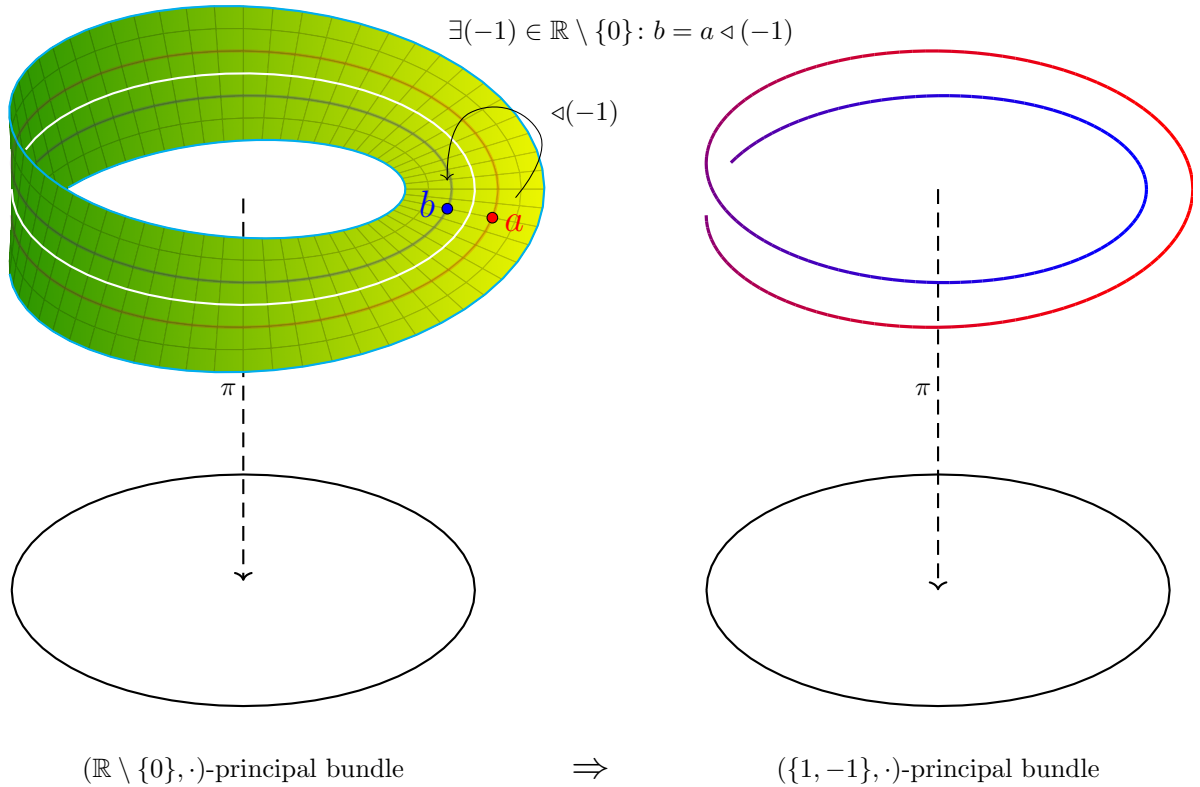 ∃(−1) ∈ ℝ \ {0}: b = a ◃ (−1)
◃(−1)
b
a
π
π
(ℝ \ {0}, ·)-principal bundle
⇒
({1, −1}, ·)-principal bundle